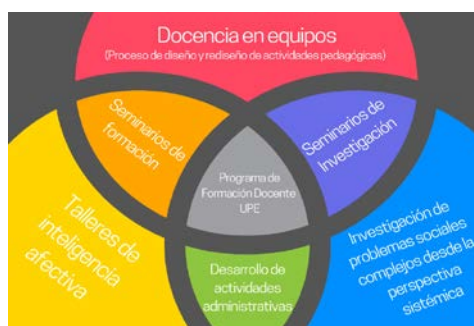 Docencia en equipos
(Proceso de diseño y rediseño de actividades pedagógicas)
Seminarios de
formación
Seminarios de
Investigación
Programa de
Formación Docente
UPE
Talleres de
inteligencia
afectiva
Investigación de
problemas sociales
complejos desde la
perspectiva
sistémica
Desarrollo de
actividades
administrativas